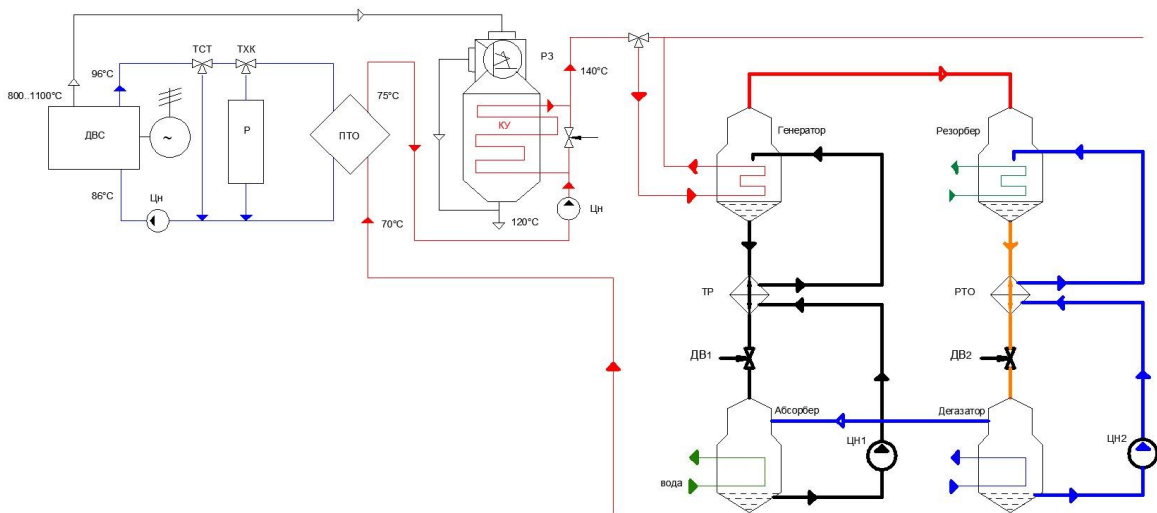 ТСТ
ТХК
РЗ
96°С
140°С
800..1100°С
75°С
ДВС
~
Р
ПТО
КУ
Генератор
Резорбер
86°С
Цн
70°С
120°С
Цн
ТР
РТО
ДВ1
ДВ2
Абсорбер
Дегазатор
ЦН1
ЦН2
вода